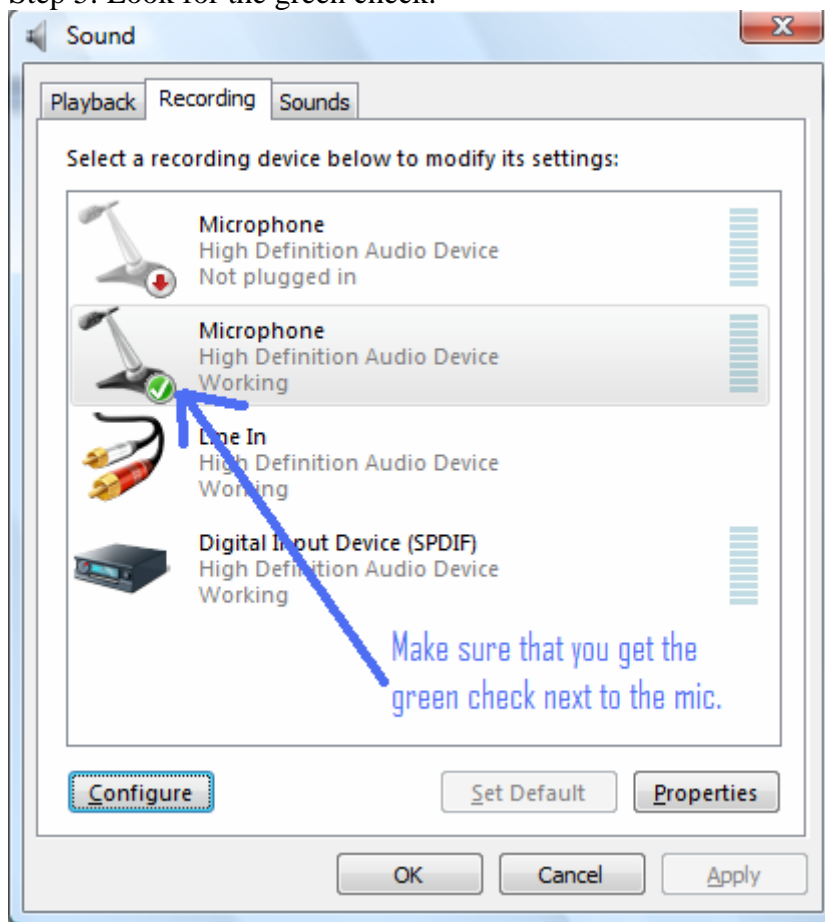 Step 3: Look for the green check.
Sound
Playback Recording Sounds
Select a recording device below to modify its settings:
Microphone
High Definition Audio Device
Not plugged in
Microphone
High Definition Audio Device
Working
Line In
High Definition Audio Device
Working
Digital Input Device (SPDIF)
High Definition Audio Device
Working
Make sure that you get the
green check next to the mic.
Configure Set Default Properties
OK Cancel Apply